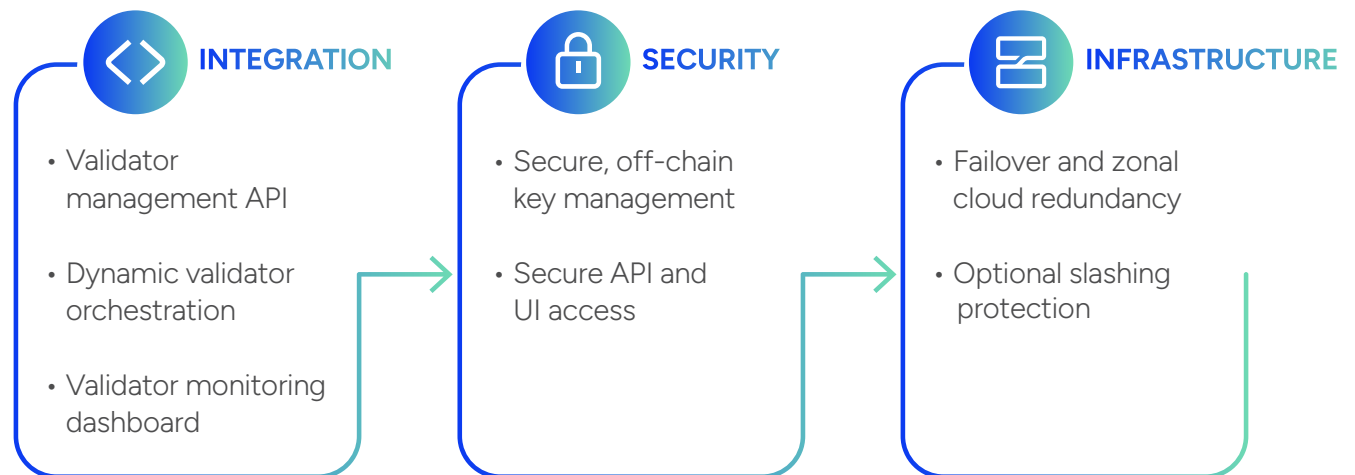 INTEGRATION
• Validator
management API
• Dynamic validator
orchestration
• Validator monitoring
dashboard
SECURITY
• Secure, off-chain
key management
• Secure API and
UI access
INFRASTRUCTURE
• Failover and zonal
cloud redundancy
• Optional slashing
protection